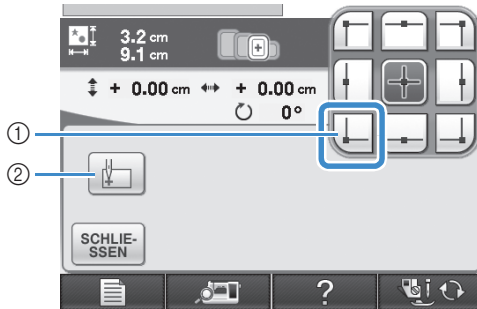 3.2 cm
9.1 cm
+ 0.00 cm + 0.00 cm
0°
①
②
SCHLIE-
SSEN
?